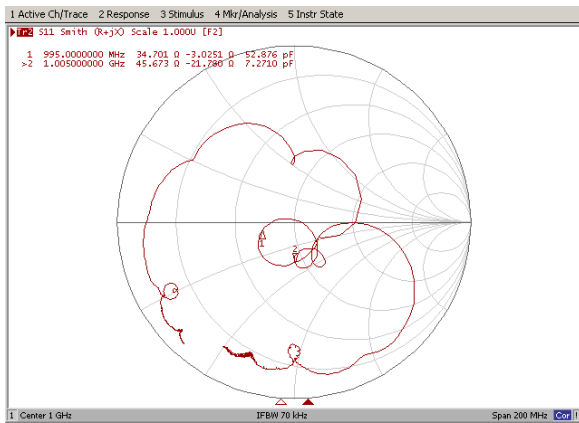 1 Active Ch/Trace 2 Response 3 Stimulus 4 Mkr/Analysis 5 Instr State
Tr2 S11 Smith (R+jX) Scale 1.000U [F2]
1 995.0000000 MHz 34.701 Ω -3.0251 Ω 52.876 pF
>2 1.005000000 GHz 45.673 Ω -21.780 Ω 7.2710 pF
1
2
1 Center 1 GHz IFBW 70 kHz Span 200 MHz Cor !